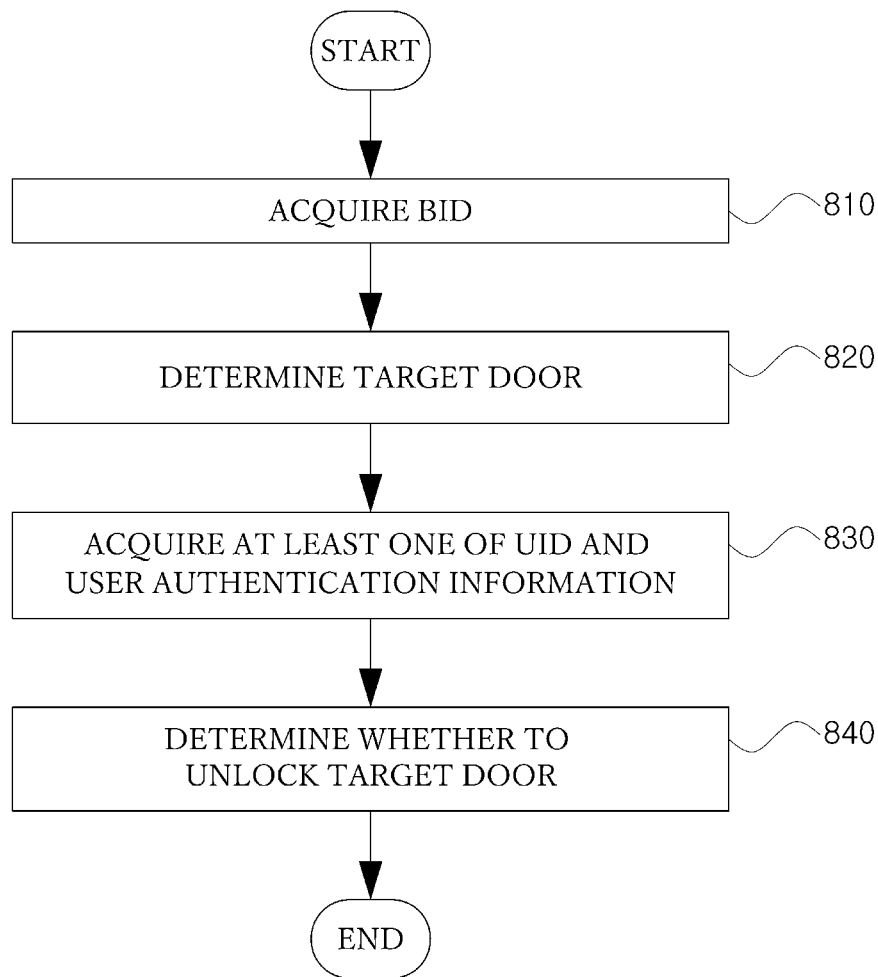 START
ACQUIRE BID
810
DETERMINE TARGET DOOR
820
ACQUIRE AT LEAST ONE OF UID AND
USER AUTHENTICATION INFORMATION
830
DETERMINE WHETHER TO
UNLOCK TARGET DOOR
840
END